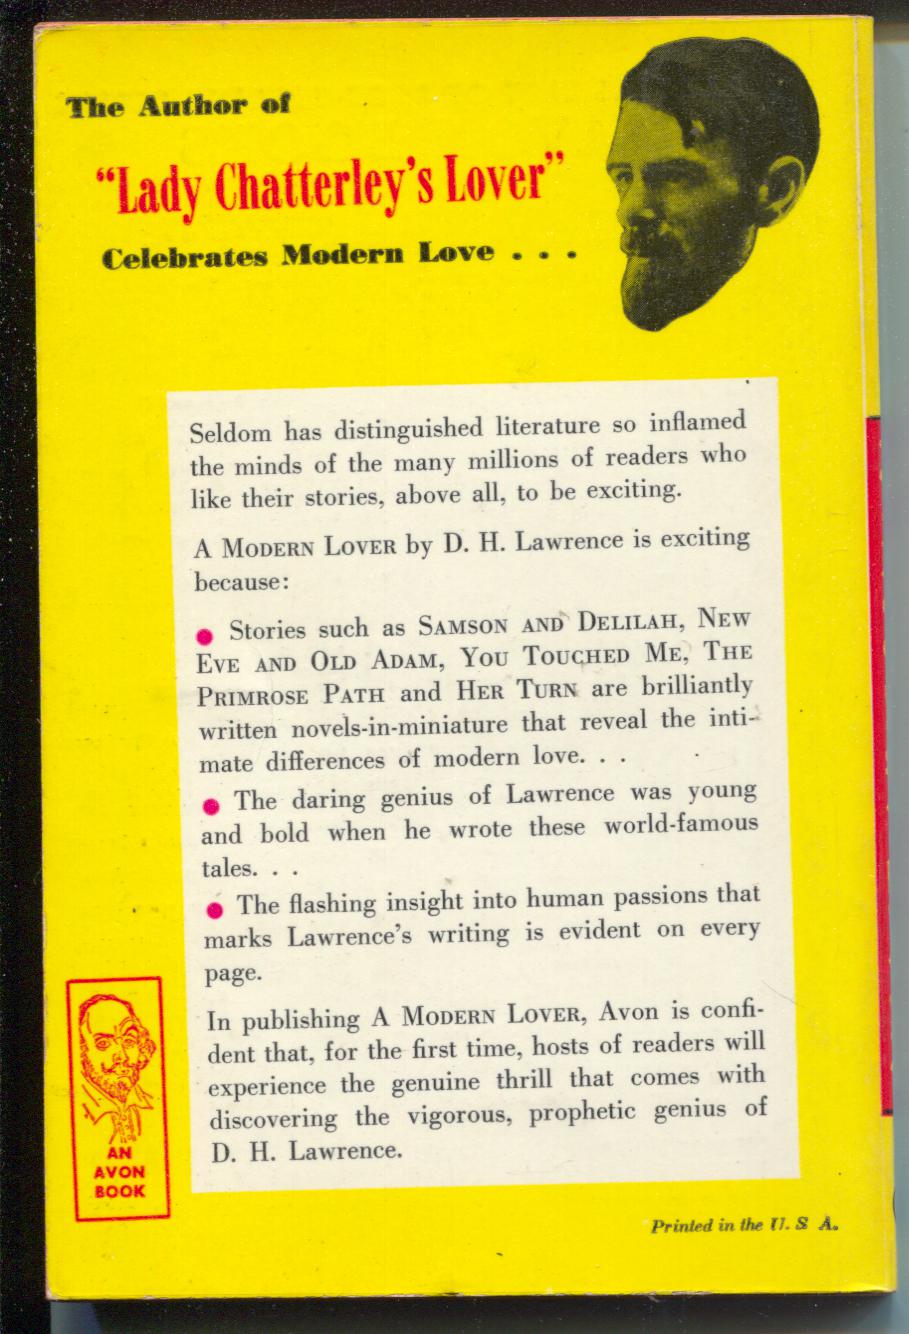 The Author of
“Lady Chatterley’s Lover”
Celebrates Modern Love . . .
Seldom has distinguished literature so inflamed
the minds of the many millions of readers who
like their stories, above all, to be exciting.
A MODERN LOVER by D. H. Lawrence is exciting
because:
● Stories such as SAMSON AND DELILAH, NEW
EVE AND OLD ADAM, YOU TOUCHED ME, THE
PRIMROSE PATH and HER TURN are brilliantly
written novels-in-miniature that reveal the inti-
mate differences of modern love. . .
● The daring genius of Lawrence was young
and bold when he wrote these world-famous
tales. . .
● The flashing insight into human passions that
marks Lawrence’s writing is evident on every
page.
In publishing A MODERN LOVER, Avon is confi-
dent that, for the first time, hosts of readers will
experience the genuine thrill that comes with
discovering the vigorous, prophetic genius of
D. H. Lawrence.
AN
AVON
BOOK
Printed in the U. S A.